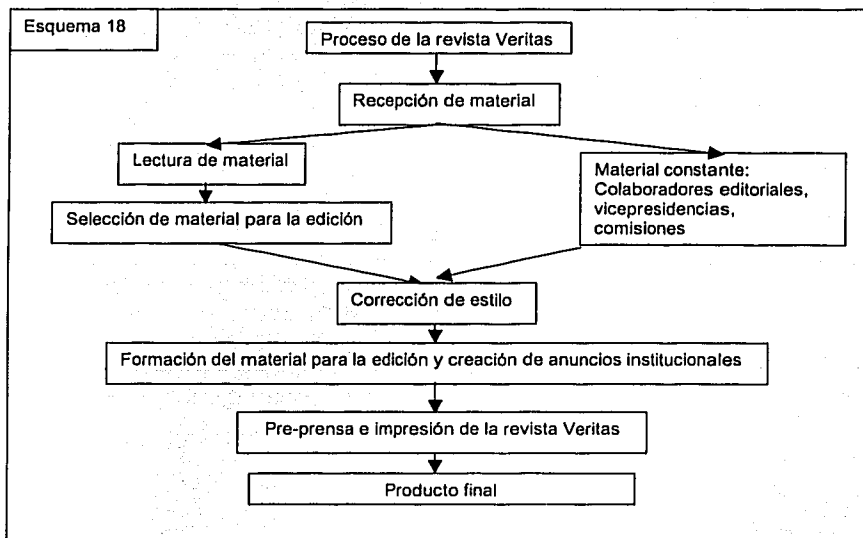 Esquema 18
Proceso de la revista Veritas
Recepción de material
Lectura de material
Material constante:
Colaboradores editoriales,
vicepresidencias,
comisiones
Selección de material para la edición
Corrección de estilo
Formación del material para la edición y creación de anuncios institucionales
Pre-prensa e impresión de la revista Veritas
Producto final